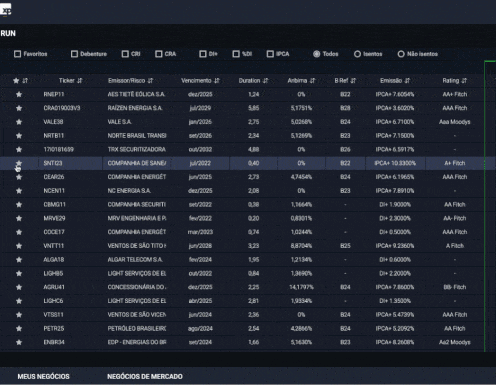 xp
RUN
Favoritos Debenture CRI CRA DI+ %DI IPCA Todos Isentos Não Isentos
Ticker Emissor/Risco Vencimento Duration Anbima B Ref Emissão Rating
RNEP11 AES TIETÊ EÓLICA S.A. dez/2025 1,24 0% B22 IPCA+ 7.6054% AA+ Fitch
CRA019003V3 RAÍZEN ENERGIA S.A. jul/2029 5,85 5,1751% B28 IPCA+ 3.6020% AAA Fitch
VALE38 VALE S.A. jan/2026 2,75 5,0268% B24 IPCA+ 6.7100% Aaa Moodys
NRTB11 NORTE BRASIL TRANSI set/2026 2,34 5,1269% B23 IPCA+ 7.1500% -
17I0181659 TRX SECURITIZADORA out/2032 4,88 0% B26 IPCA+ 6.5917% -
SNTI23 COMPANHIA DE SANEA jul/2022 0,40 0% B22 IPCA+ 10.3300% A+ Fitch
CEAR26 COMPANHIA ENERGÉT jun/2025 2,73 4,7454% B24 IPCA+ 6.1965% AAA Fitch
NCEN11 NC ENERGIA S.A. dez/2025 2,05 0% B23 IPCA+ 7.8910% -
CBMG11 COMPANHIA SECURITI set/2022 0,38 1,1664% - DI+ 1.9000% AA Fitch
MRVE29 MRV ENGENHARIA E P. fev/2022 0,20 0,8301% - DI+ 2.3000% AA- Fitch
COCE17 COMPANHIA ENERGÉT mar/2023 0,74 1,0244% - DI+ 0.5000% AAA Fitch
VNTT11 VENTOS DE SÃO TITO I jun/2028 3,23 8,8704% B25 IPCA+ 9.2360% A Fitch
ALGA18 ALGAR TELECOM S.A. fev/2024 1,95 1,2134% - DI+ 0.6000% -
LIGHB5 LIGHT SERVIÇOS DE EL out/2022 0,84 1,3690% - DI+ 2.2000% -
AGRU41 CONCESSIONÁRIA DO. dez/2025 2,25 14,1797% B24 IPCA+ 7.8600% BB- Fitch
LIGHC6 LIGHT SERVIÇOS DE EL abr/2025 2,81 1,9334% - DI+ 1.3500% -
VTSS11 VENTOS DE SÃO VICEN jun/2024 2,36 0% B24 IPCA+ 5.4739% AAA Fitch
PETR25 PETRÓLEO BRASILEIRO ago/2024 2,54 4,2866% B24 IPCA+ 5.2092% AA Fitch
ENBR34 EDP - ENERGIAS DO BR set/2024 1,66 5,1630% B23 IPCA+ 8.2608% Aa2 Moodys
MEUS NEGÓCIOS NEGÓCIOS DE MERCADO